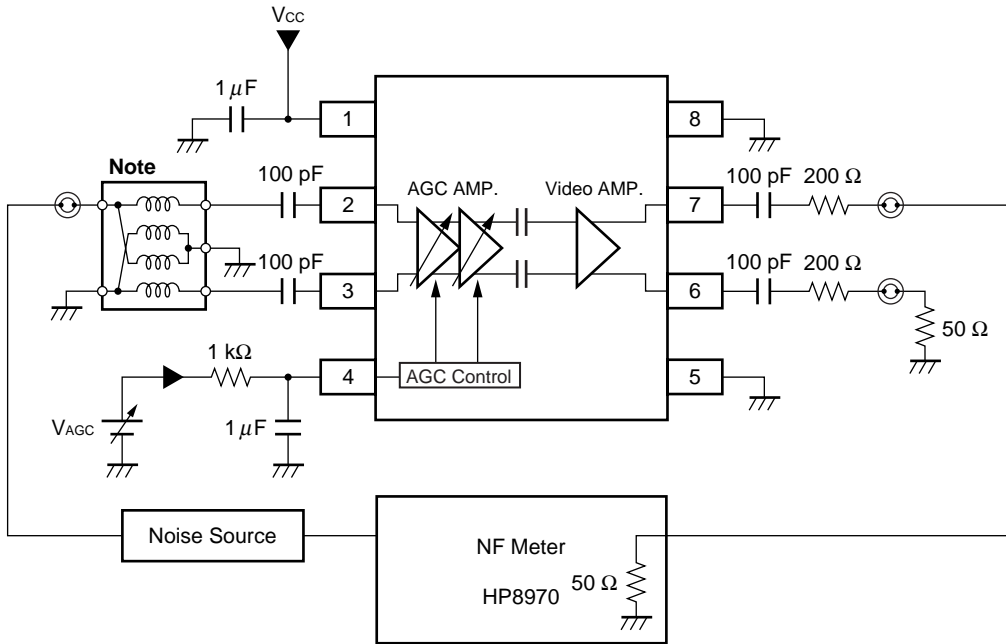 VCC
1 μF
1
8
Note
100 pF
2
AGC AMP.
Video AMP.
7
100 pF
200 Ω
100 pF
3
6
100 pF
200 Ω
50 Ω
1 kΩ
4
AGC Control
5
VAGC
1 μF
Noise Source
NF Meter
HP8970
50 Ω